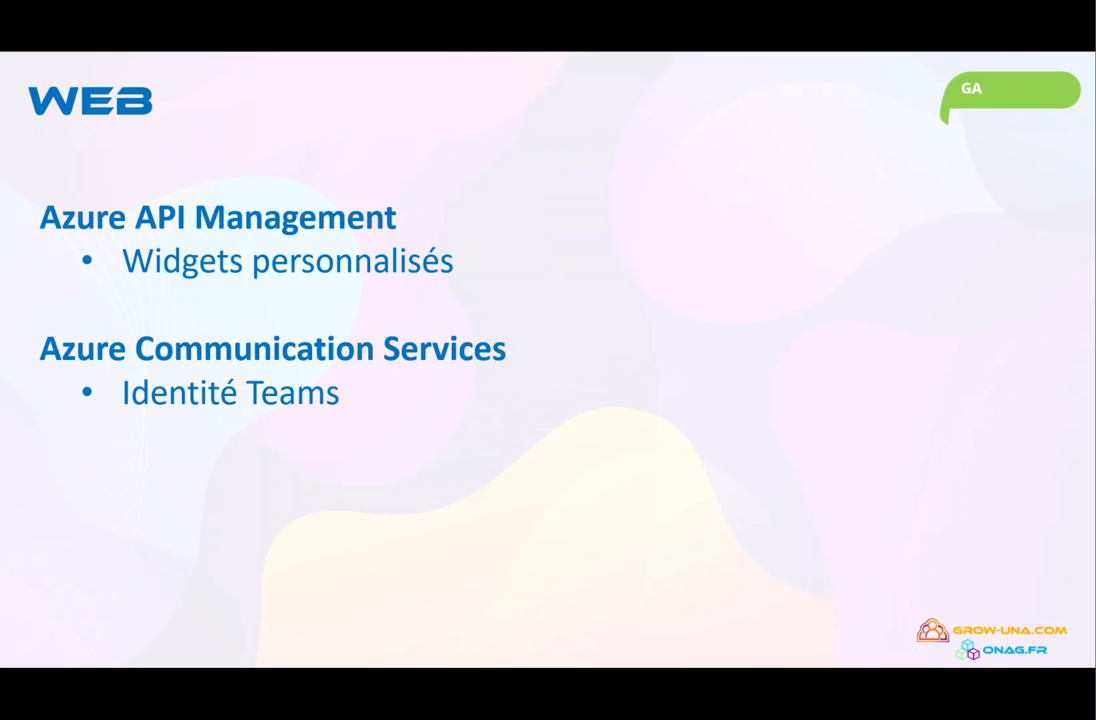 WEB
GA
Azure API Management
• Widgets personnalisés
Azure Communication Services
• Identité Teams
GROW-UNA.COM
ONAG.FR